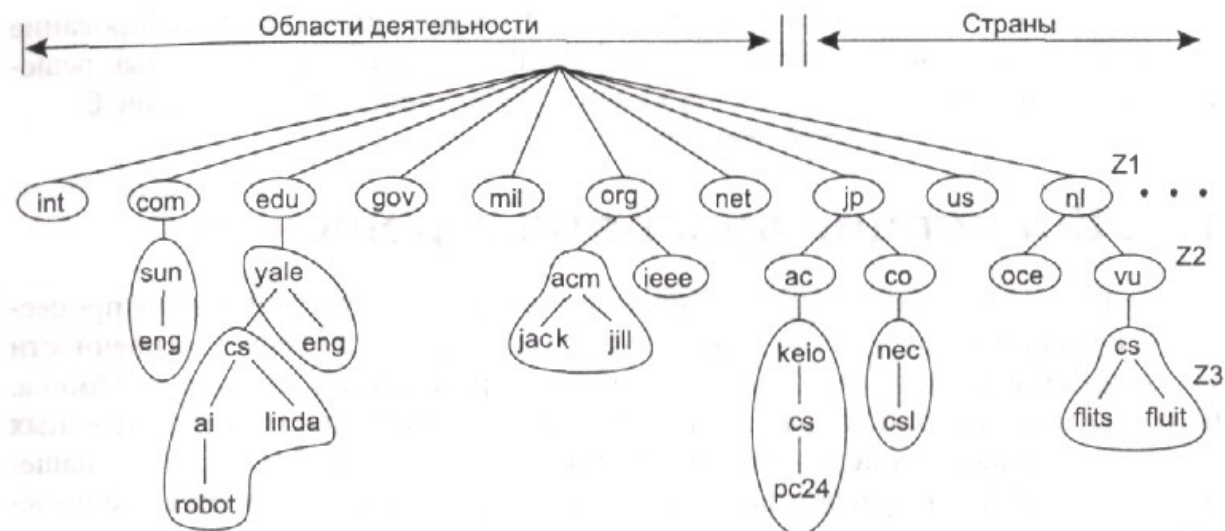 Области деятельности Страны
int com edu gov mil org net jp us nl Z1 • • •
sun yale acm ieee ac co oce vu Z2
eng cs eng jack jill keio nec cs Z3
ai linda cs csl flits fluit
robot pc24